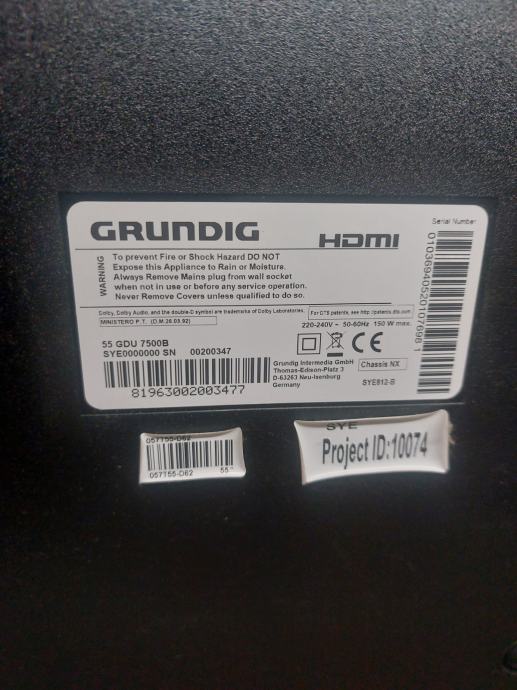 GRUNDIG
HDMI
Serial Number
WARNING
To prevent Fire or Shock Hazard DO NOT
Expose this Appliance to Rain or Moisture.
Always Remove Mains plug from wall socket
when not in use or before any service operation.
Never Remove Covers unless qualified to do so.
Dolby, Dolby Audio, and the double-D symbol are trademarks of Dolby Laboratories.
For DTS patents, see http://patents.dts.com
MINISTERO P.T. (D.M.26.03.92)
220-240V ~ 50-60Hz 150 W max.
55 GDU 7500B
SYE0000000 SN 00200347
81963002003477
CE
Grundig Intermedia GmbH
Thomas-Edison-Platz 3
D-63263 Neu-Isenburg
Germany
Chassis NX
SYE812-B
057T55-D62
057T55-D62 55"
SYE
Project ID:10074